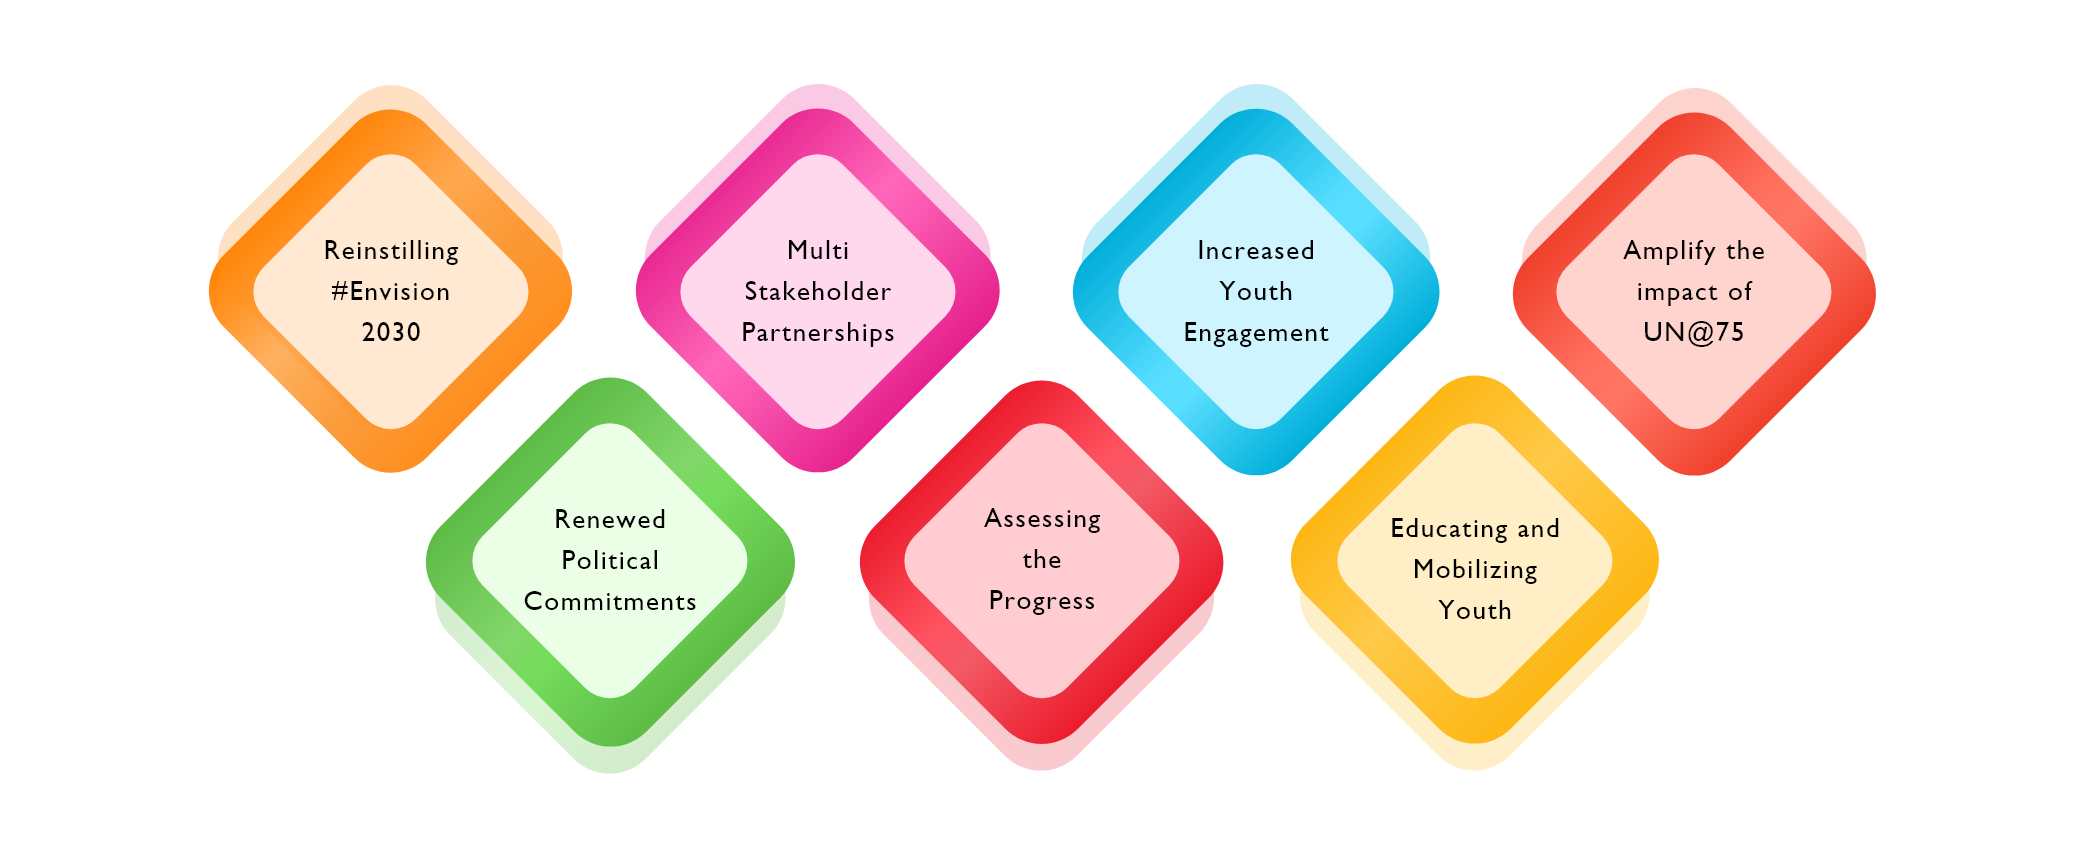 Reinstilling
#Envision
2030
Multi
Stakeholder
Partnerships
Increased
Youth
Engagement
Amplify the
impact of
UN@75
Renewed
Political
Commitments
Assessing
the
Progress
Educating and
Mobilizing
Youth